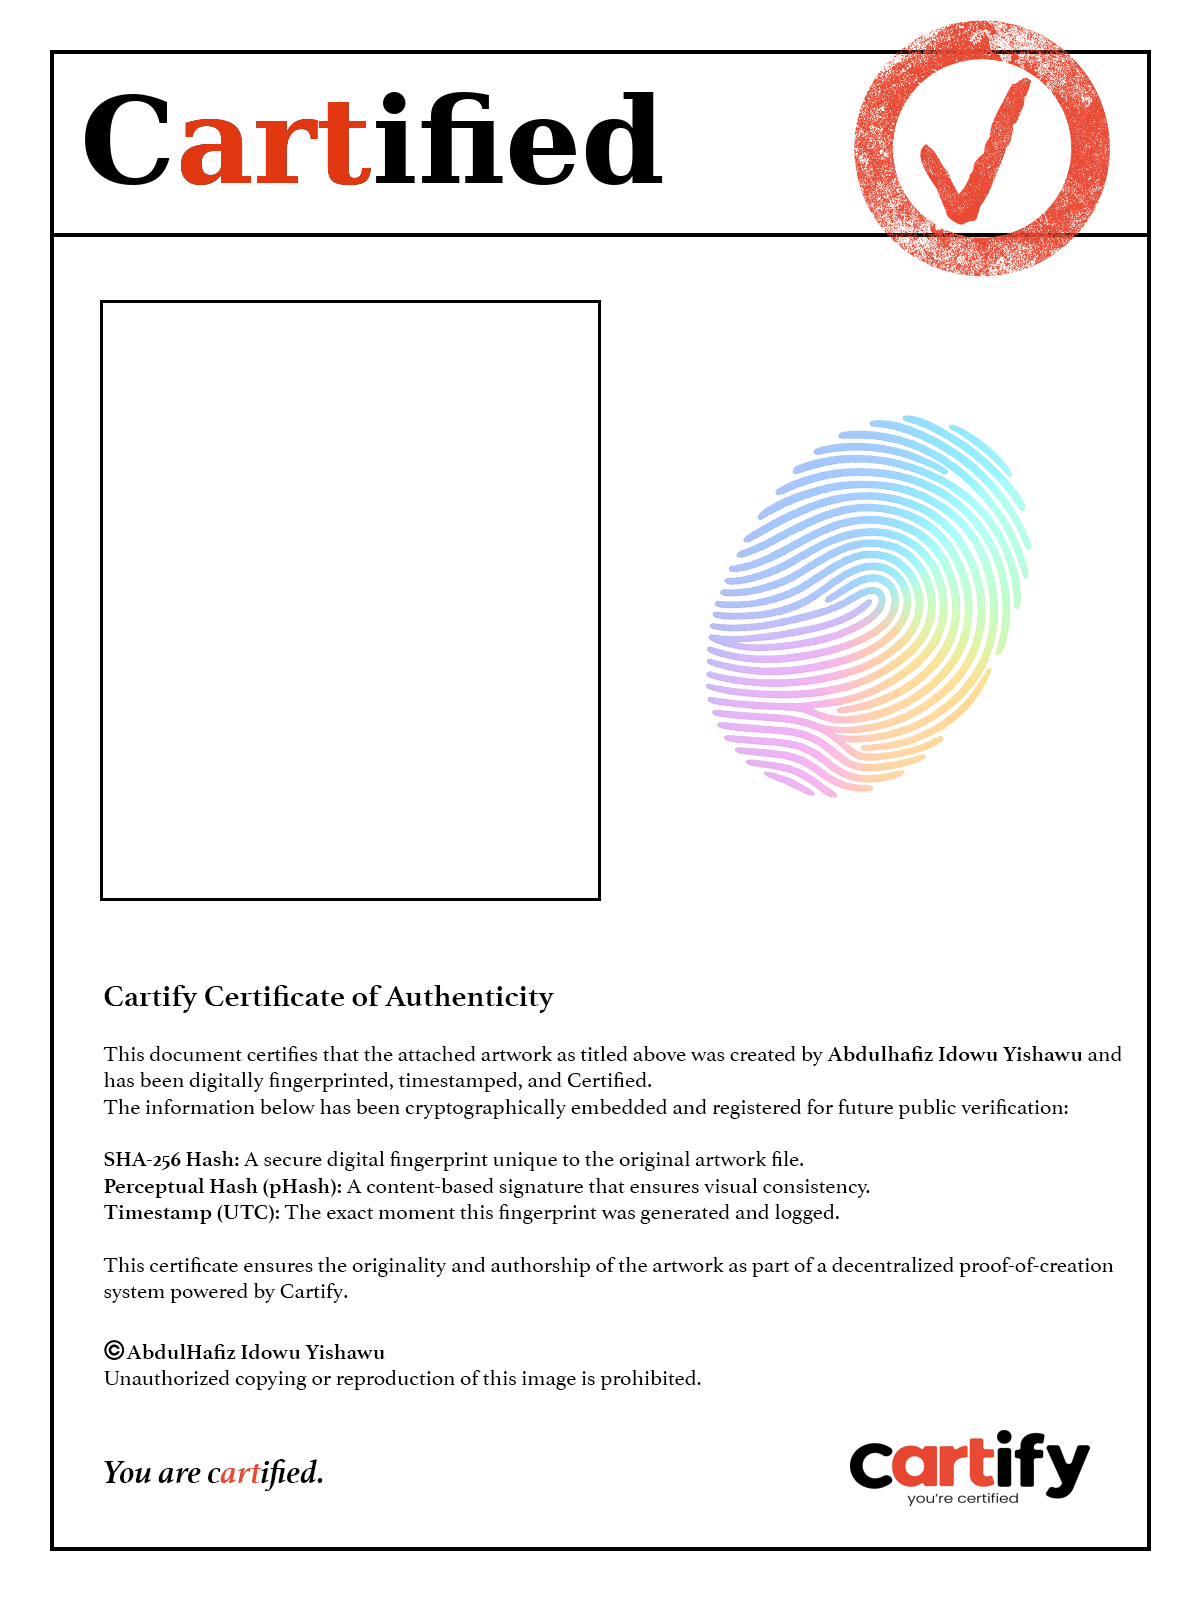 Cartified
Cartify Certificate of Authenticity
This document certifies that the attached artwork as titled above was created by Abdulhafiz Idowu Yishawu and
has been digitally fingerprinted, timestamped, and Certified.
The information below has been cryptographically embedded and registered for future public verification:
SHA-256 Hash: A secure digital fingerprint unique to the original artwork file.
Perceptual Hash (pHash): A content-based signature that ensures visual consistency.
Timestamp (UTC): The exact moment this fingerprint was generated and logged.
This certificate ensures the originality and authorship of the artwork as part of a decentralized proof-of-creation
system powered by Cartify.
©AbdulHafiz Idowu Yishawu
Unauthorized copying or reproduction of this image is prohibited.
You are cartified.
cartify
you're certified